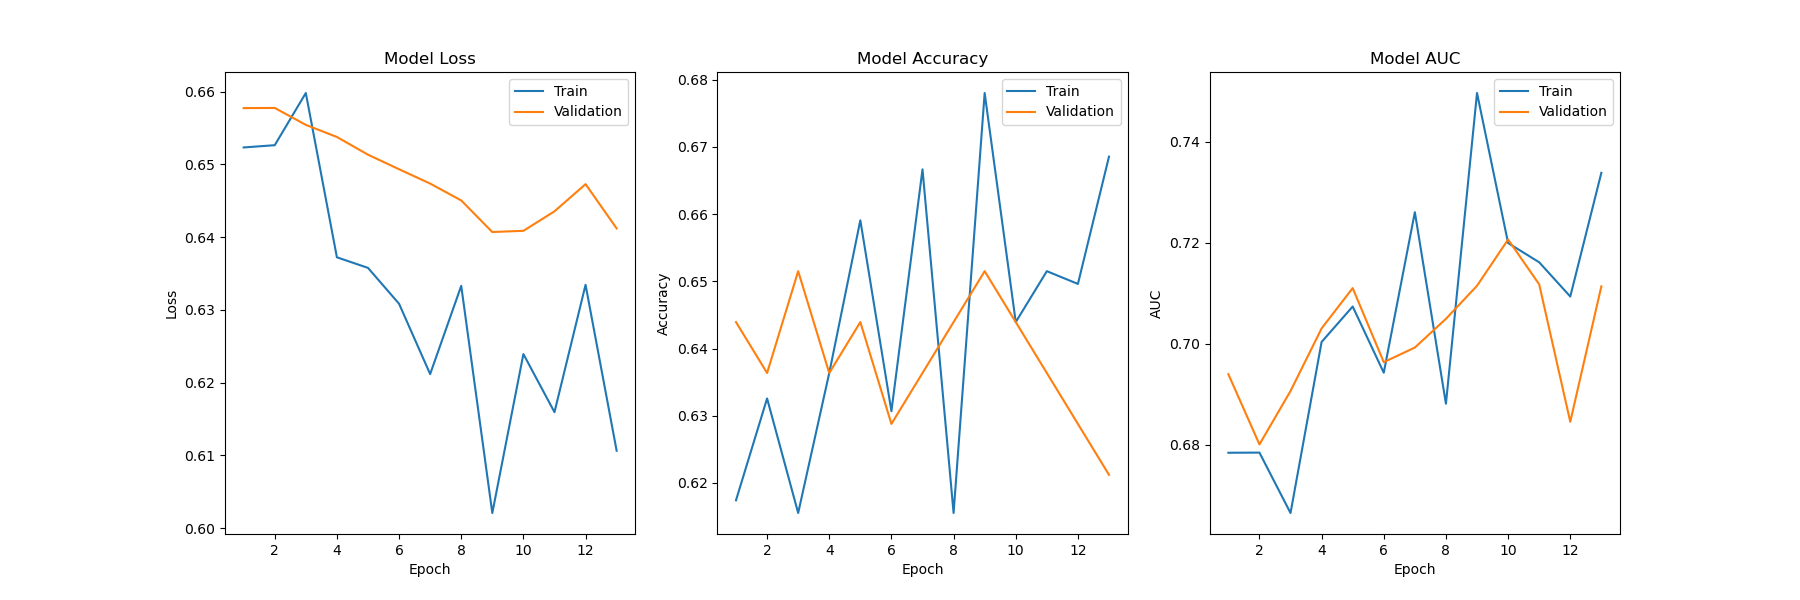 Model Loss
Train
Validation
0.66
0.65
0.64
0.63
0.62
0.61
0.60
Loss
2 4 6 8 10 12
Epoch
Model Accuracy
Train
Validation
0.68
0.67
0.66
0.65
0.64
0.63
0.62
Accuracy
2 4 6 8 10 12
Epoch
Model AUC
Train
Validation
0.74
0.72
0.70
0.68
AUC
2 4 6 8 10 12
Epoch